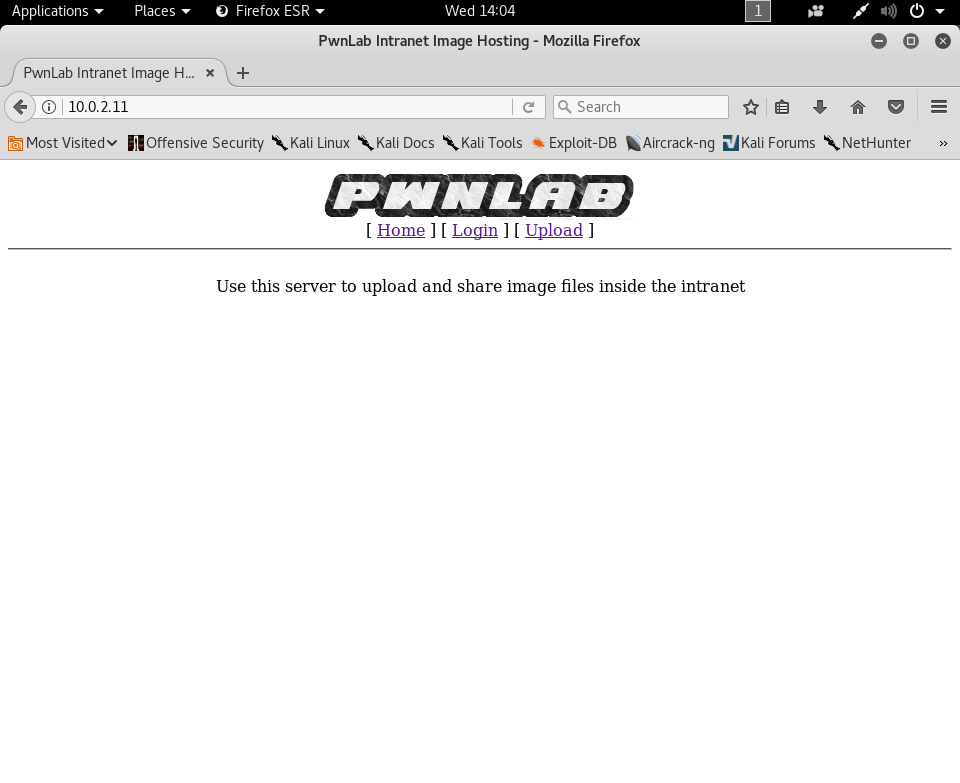 Applications Places Firefox ESR Wed 14:04 1
PwnLab Intranet Image Hosting - Mozilla Firefox
PwnLab Intranet Image H...
10.0.2.11 Search
Most Visited Offensive Security Kali Linux Kali Docs Kali Tools Exploit-DB Aircrack-ng Kali Forums NetHunter »
PWNLAB
[ Home ] [ Login ] [ Upload ]
Use this server to upload and share image files inside the intranet